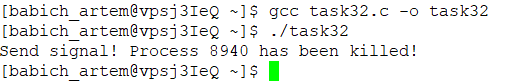 [babich_artem@vpsj3IeQ ~]$ gcc task32.c -o task32
[babich_artem@vpsj3IeQ ~]$ ./task32
Send signal! Process 8940 has been killed!
[babich_artem@vpsj3IeQ ~]$